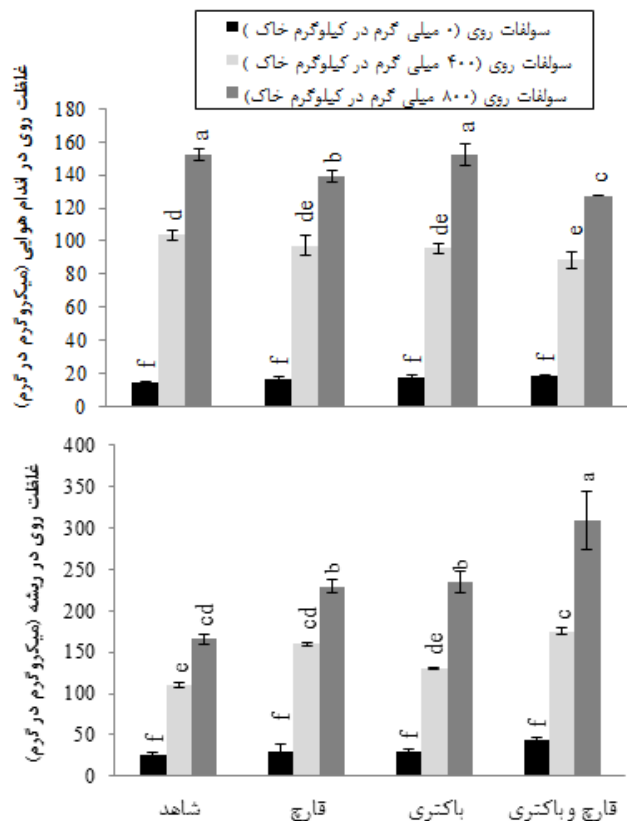 سولفات روی (۰ میلی گرم در کیلوگرم خاک )
سولفات روی (۴۰۰ میلی گرم در کیلوگرم خاک )
سولفات روی (۸۰۰ میلی گرم در کیلوگرم خاک)
غلظت روی در اندام هوایی (میکروگرم در گرم)
180
160
140
120
100
80
60
40
20
0
f d a
f de b
f de a
f e c
غلظت روی در ریشه (میکروگرم در گرم)
400
350
300
250
200
150
100
50
0
f e cd
f cd b
f de b
f c a
شاهد
قارچ
باکتری
قارچ و باکتری